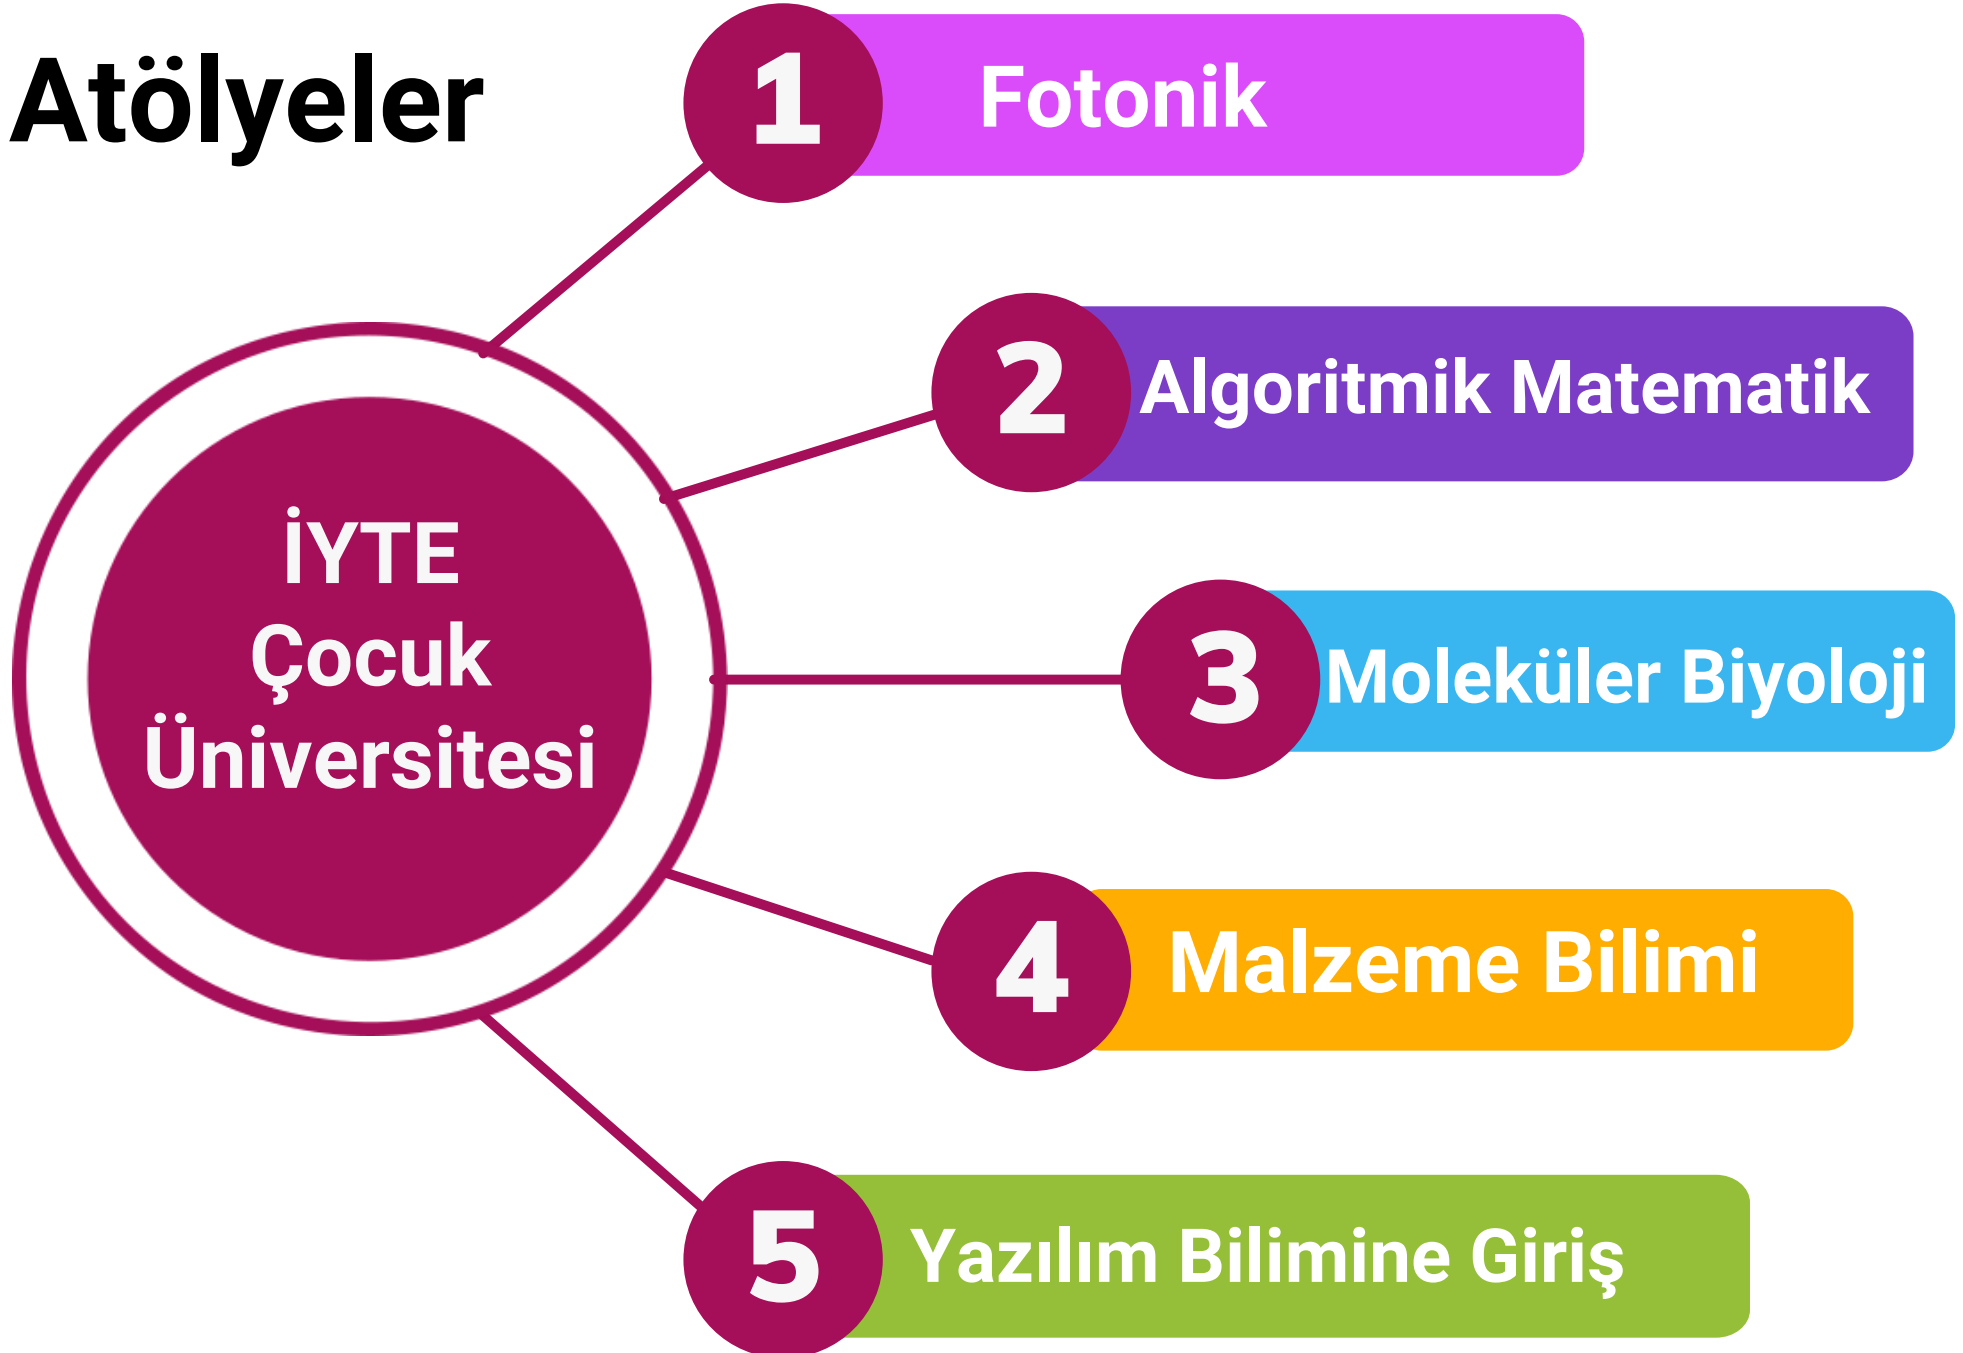 Atölyeler
1
Fotonik
2
Algoritmik Matematik
İYTE
Çocuk
Üniversitesi
3
Moleküler Biyoloji
4
Malzeme Bilimi
5
Yazılım Bilimine Giriş